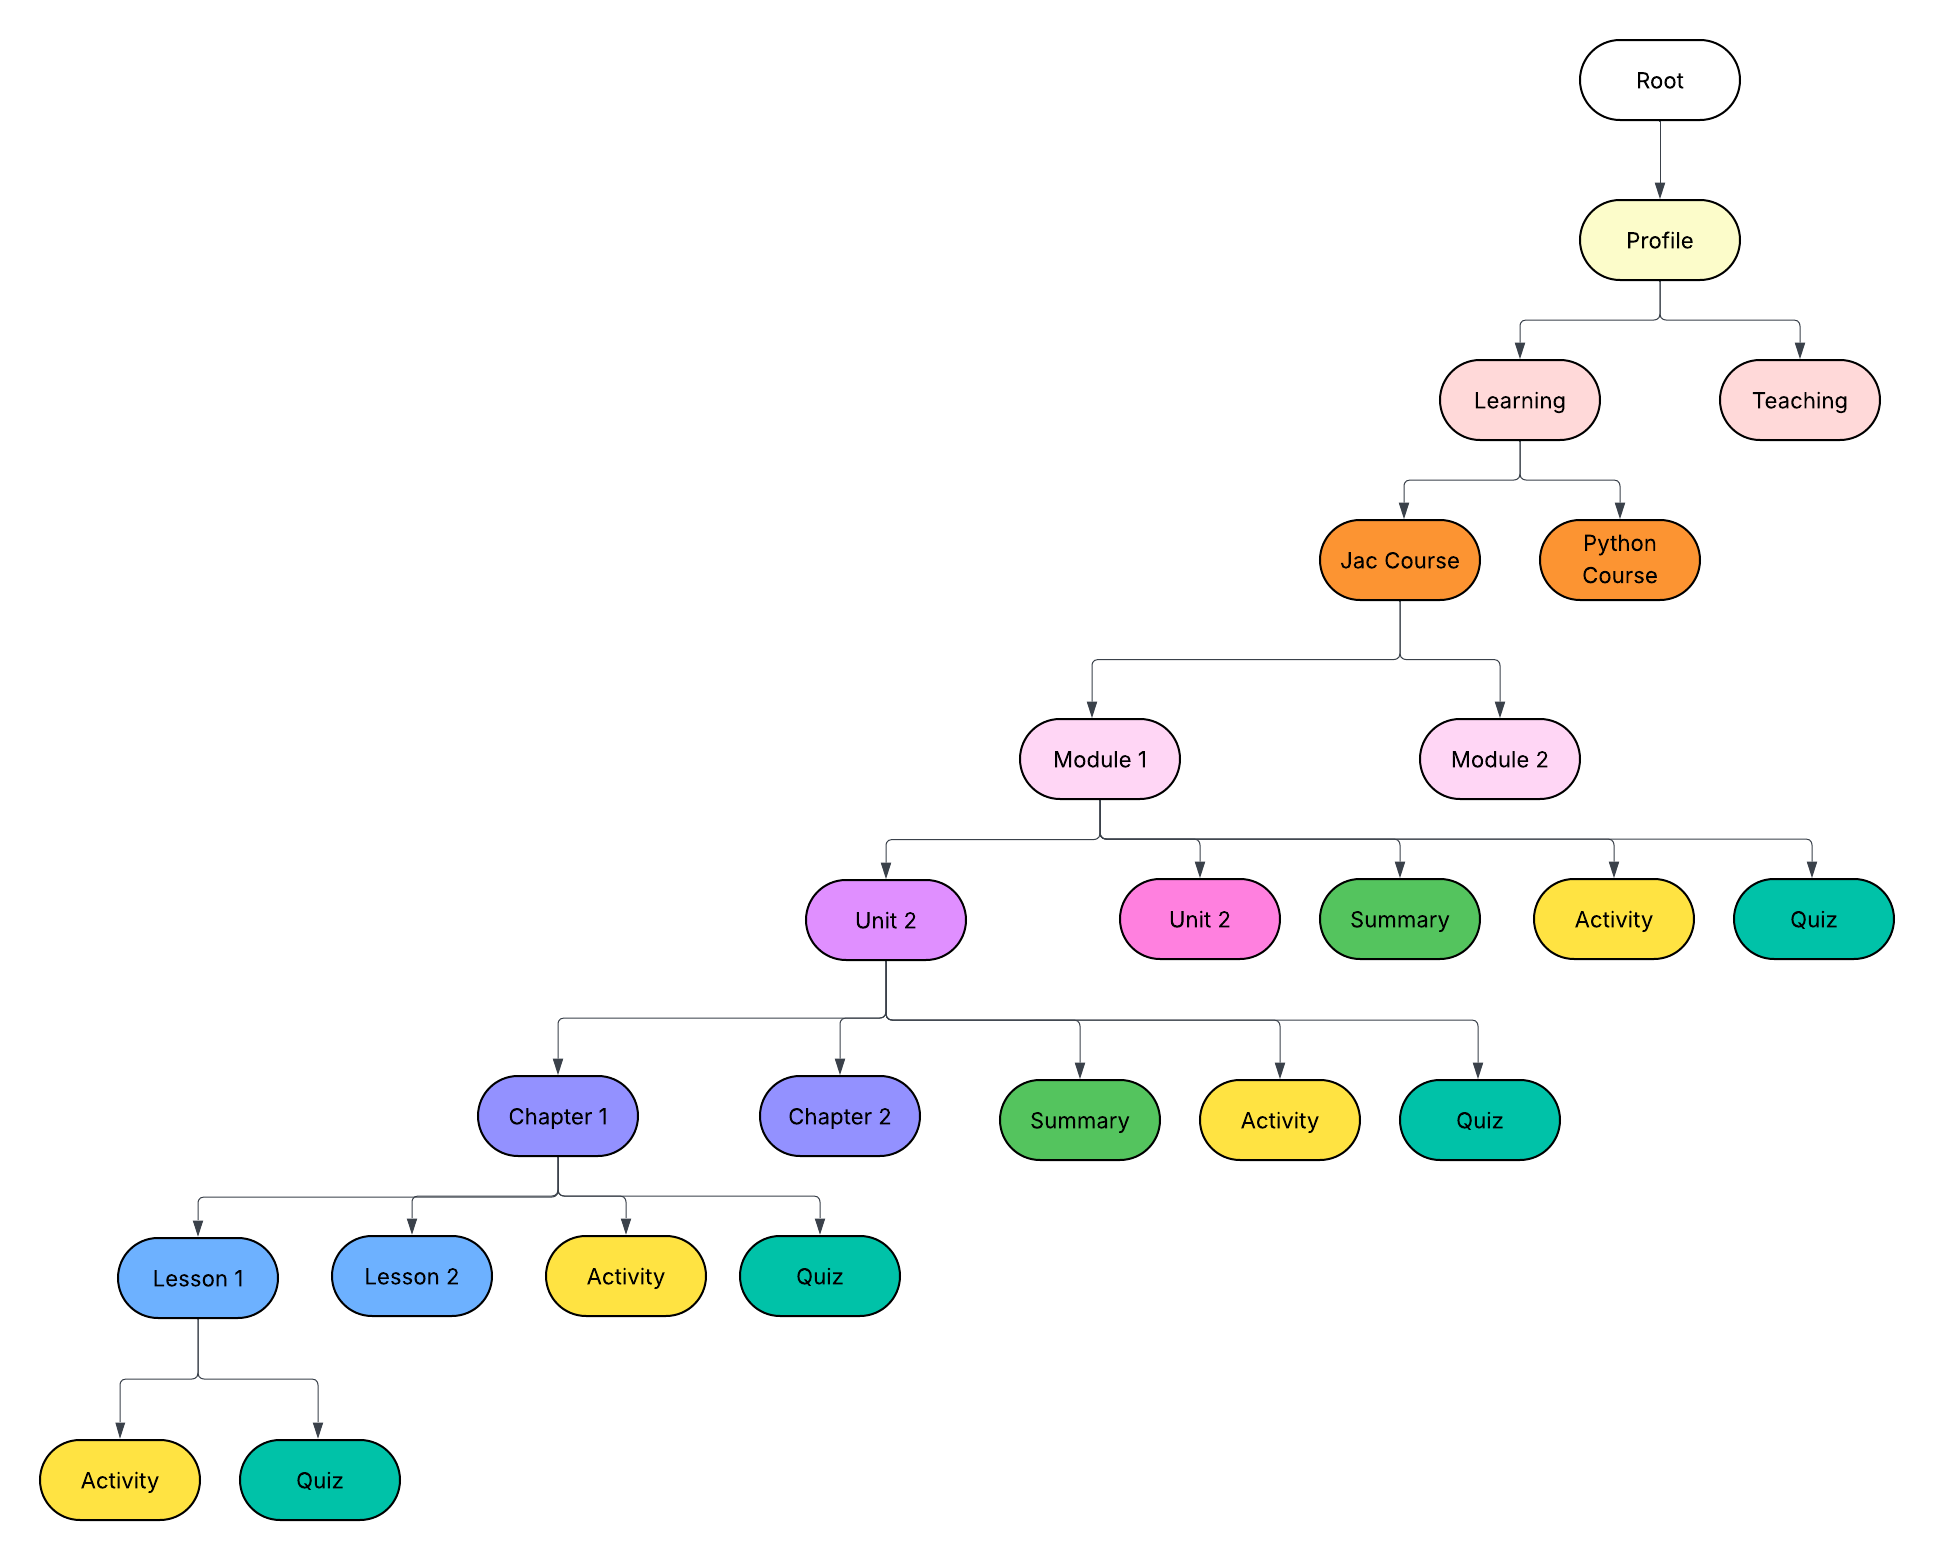 Root
Profile
Learning
Teaching
Jac Course
Python
Course
Module 1
Module 2
Unit 2
Unit 2
Summary
Activity
Quiz
Chapter 1
Chapter 2
Summary
Activity
Quiz
Lesson 1
Lesson 2
Activity
Quiz
Activity
Quiz